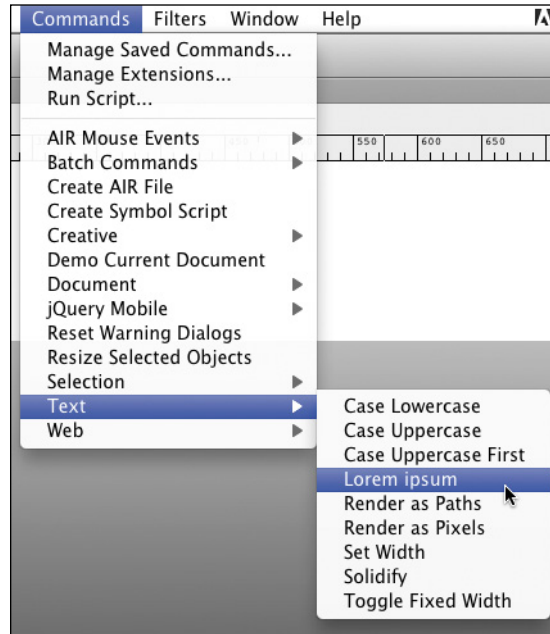 Commands Filters Window Help
Manage Saved Commands...
Manage Extensions...
Run Script...
AIR Mouse Events
Batch Commands
Create AIR File
Create Symbol Script
Creative
Demo Current Document
Document
jQuery Mobile
Reset Warning Dialogs
Resize Selected Objects
Selection
Text
Web
550 600 650
Case Lowercase
Case Uppercase
Case Uppercase First
Lorem ipsum
Render as Paths
Render as Pixels
Set Width
Solidify
Toggle Fixed Width